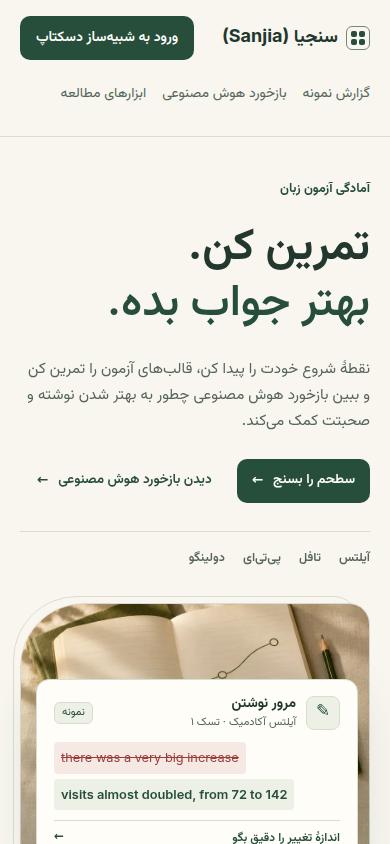 سنجیا (Sanjia)
ورود به شبیه‌ساز دسکتاپ
گزارش نمونه
بازخورد هوش مصنوعی
ابزارهای مطالعه
آمادگی آزمون زبان
تمرین کن.
بهتر جواب بده.
نقطهٔ شروع خودت را پیدا کن، قالب‌های آزمون را تمرین کن
و ببین بازخورد هوش مصنوعی چطور به بهتر شدن نوشته و
صحبتت کمک می‌کند.
سطحم را بسنج ←
دیدن بازخورد هوش مصنوعی ←
آیلتس
تافل
پی‌تی‌ای
دولینگو
مرور نوشتن
آیلتس آکادمیک · تسک ۱
نمونه
there was a very big increase
visits almost doubled, from 72 to 142
اندازهٔ تغییر را دقیق بگو ←